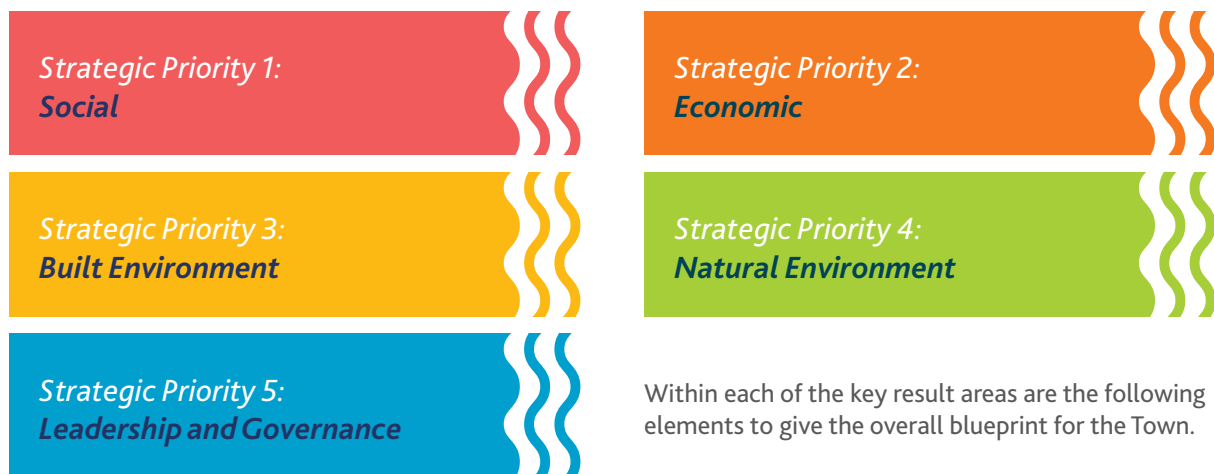 Strategic Priority 1:
Social
Strategic Priority 2:
Economic
Strategic Priority 3:
Built Environment
Strategic Priority 4:
Natural Environment
Strategic Priority 5:
Leadership and Governance
Within each of the key result areas are the following
elements to give the overall blueprint for the Town.